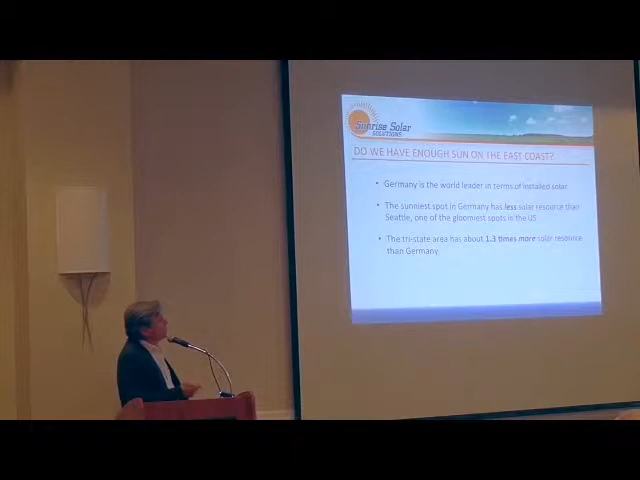 Sunrise Solar
SOLUTIONS
DO WE HAVE ENOUGH SUN ON THE EAST COAST?
• Germany is the world leader in terms of installed solar
• The sunniest spot in Germany has less solar resource than
Seattle, one of the gloomiest spots in the US
• The tri-state area has about 1.3 times more solar resource
than Germany